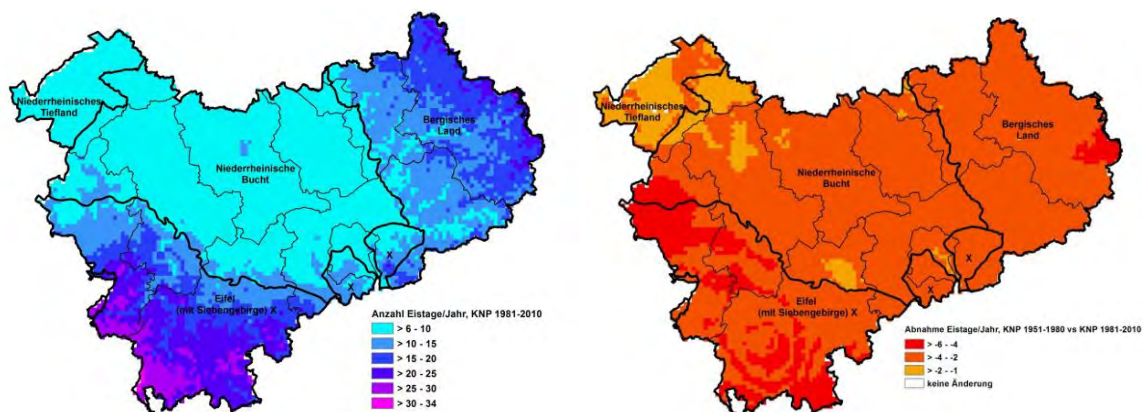 Niederrheinisches
Tiefland
Bergisches
Land
Niederrheinische
Bucht
X
X
Eifel
(mit Siebengebirge) X
Anzahl Eistage/Jahr, KNP 1981-2010
> 6 - 10
> 10 - 15
> 15 - 20
> 20 - 25
> 25 - 30
> 30 - 34
Niederrheinisches
Tiefland
Bergisches
Land
Niederrheinische
Bucht
X
X
Eifel
(mit Siebengebirge) X
Abnahme Eistage/Jahr, KNP 1951-1980 vs KNP 1981-2010
> -6 - -4
> -4 - -2
> -2 - -1
keine Änderung